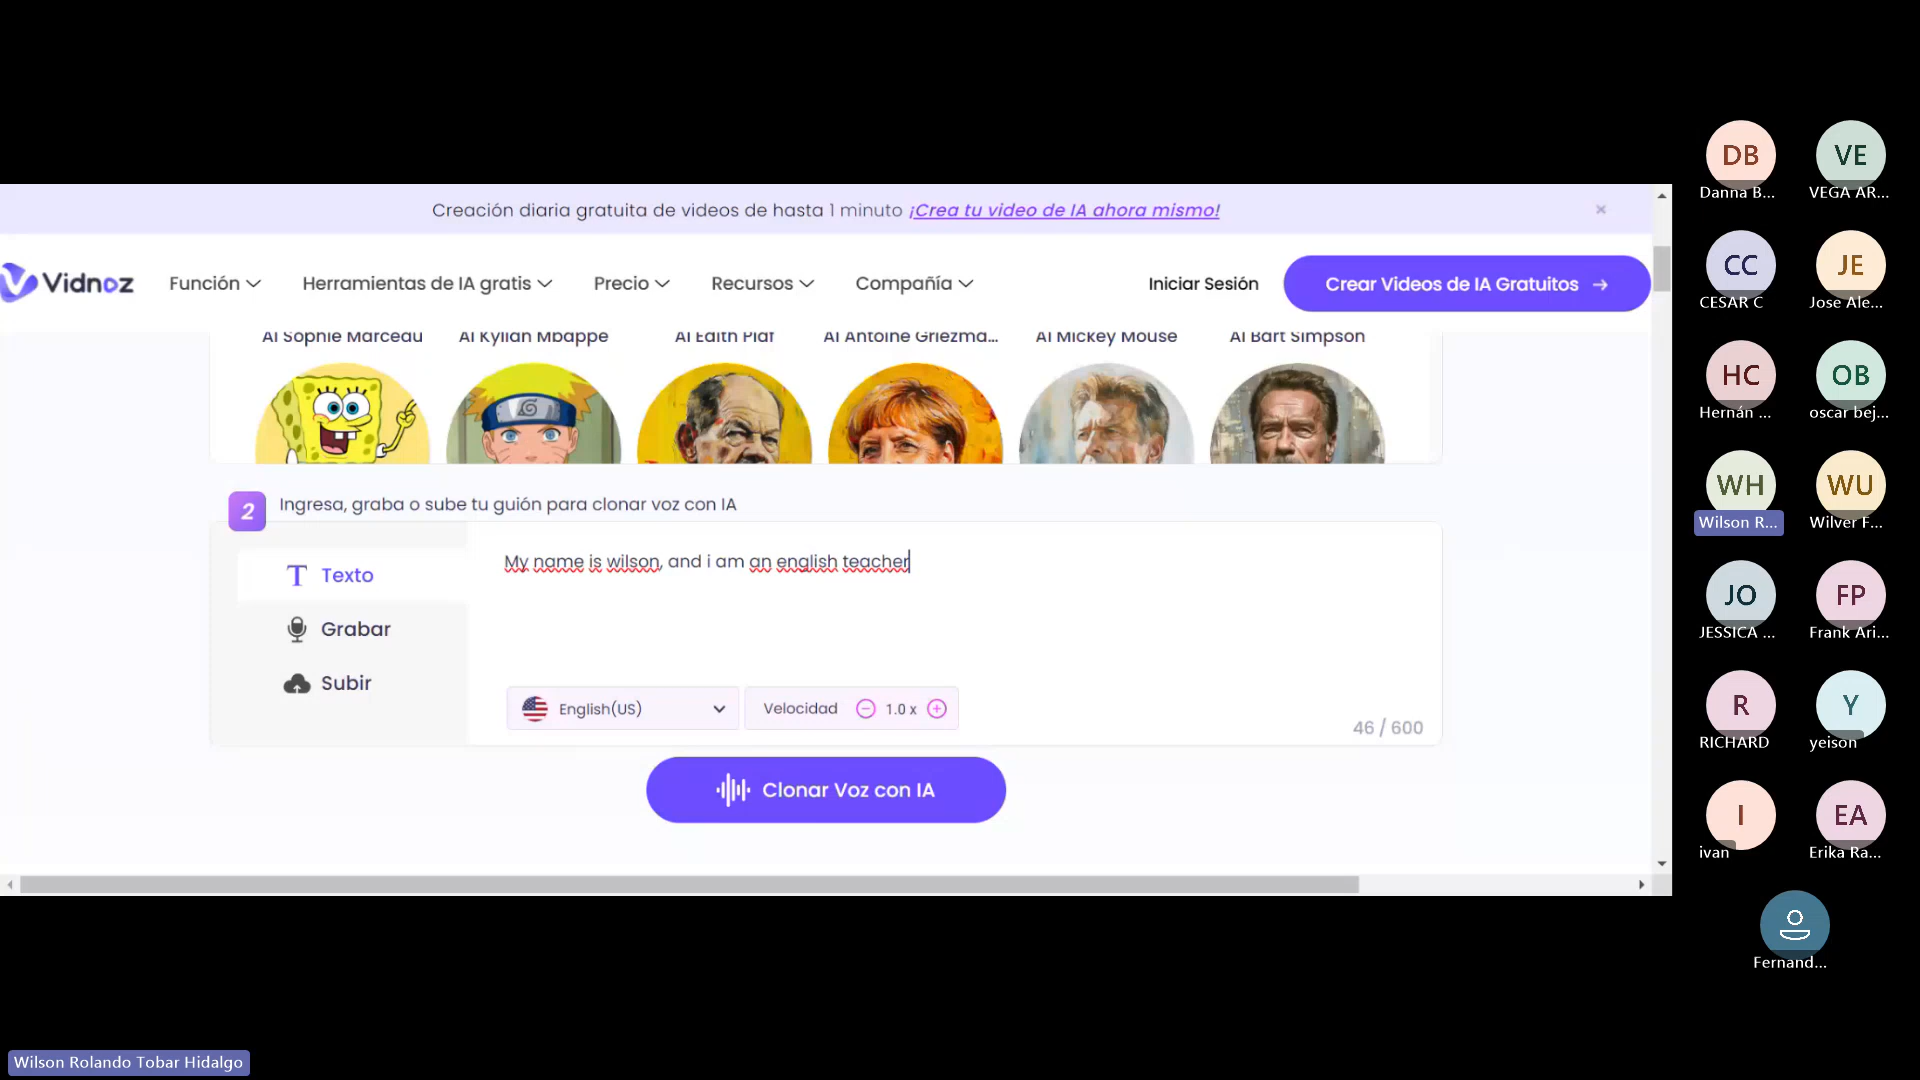 Creación diaria gratuita de videos de hasta 1 minuto ¡Crea tu video de IA ahora mismo!
Vidnoz Función Herramientas de IA gratis Precio Recursos Compañía Iniciar Sesión Crear Videos de IA Gratuitos →
AI Sophie Marceau AI Kylian Mbappe AI Edith Piaf AI Antoine Griezma... AI Mickey Mouse AI Bart Simpson
2 Ingresa, graba o sube tu guión para clonar voz con IA
Texto
Grabar
Subir
My name is wilson, and i am an english teacher
English(US) Velocidad 1.0 x
46 / 600
Clonar Voz con IA
DB VE
Danna B... VEGA AR...
CC JE
CESAR C Jose Ale...
HC OB
Hernán ... oscar bej...
WH WU
Wilson R... Wilver F...
JO FP
JESSICA ... Frank Ari...
R Y
RICHARD yeison
I EA
ivan Erika Ra...
Fernand...
Wilson Rolando Tobar Hidalgo